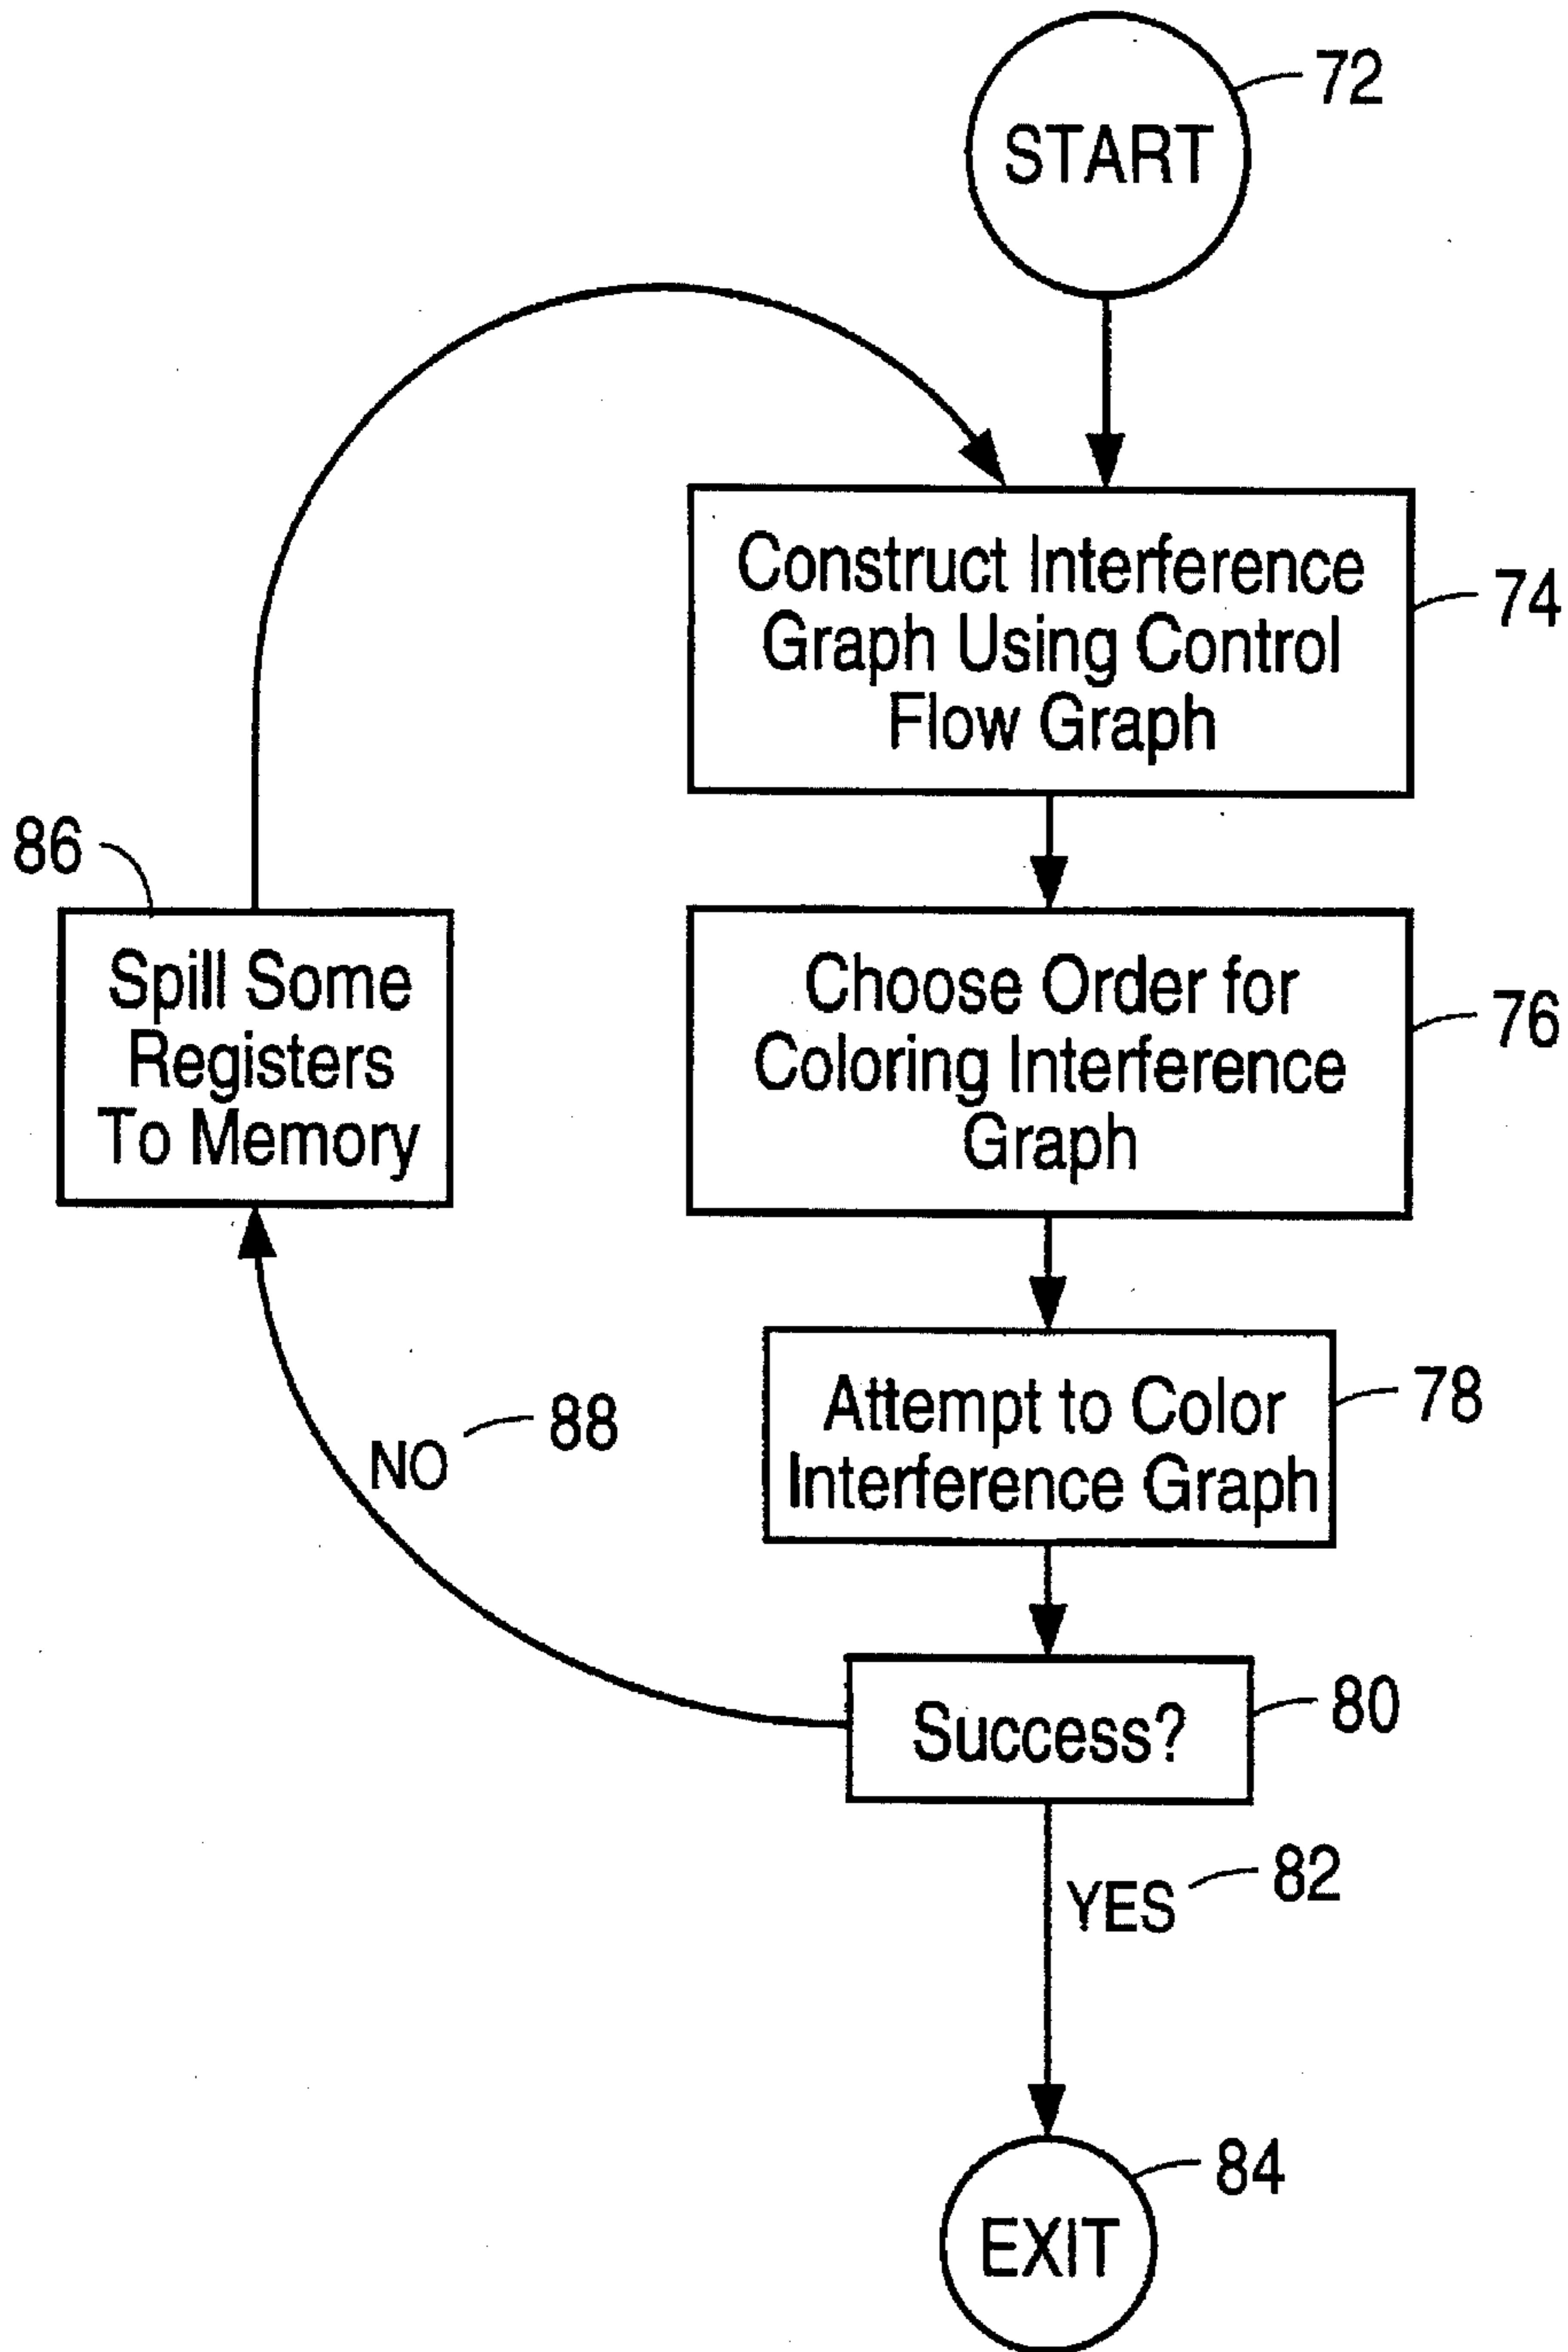 START
72
Construct Interference
Graph Using Control
Flow Graph
74
86
Spill Some
Registers
To Memory
Choose Order for
Coloring Interference
Graph
76
Attempt to Color
Interference Graph
78
NO
88
Success?
80
YES
82
EXIT
84